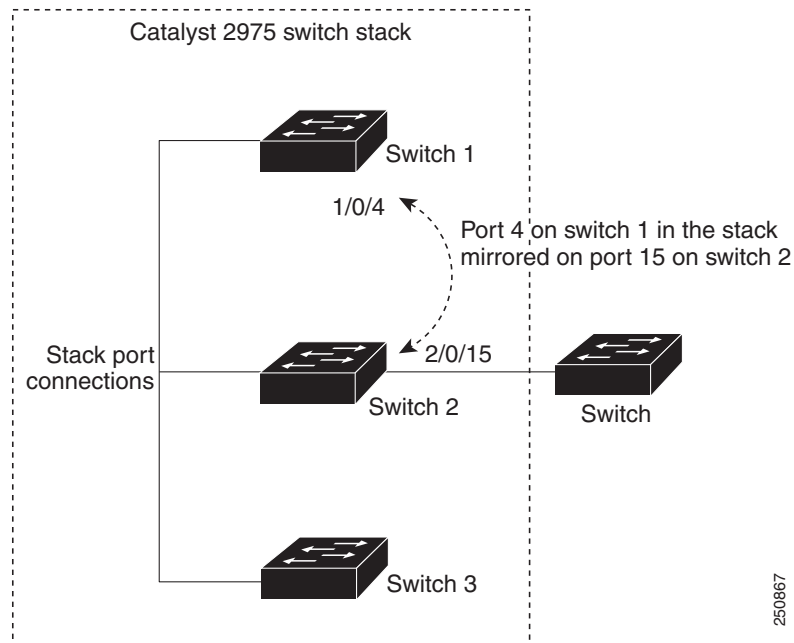 Catalyst 2975 switch stack
Switch 1
1/0/4
Port 4 on switch 1 in the stack
mirrored on port 15 on switch 2
2/0/15
Stack port
connections
Switch 2
Switch
Switch 3
250867